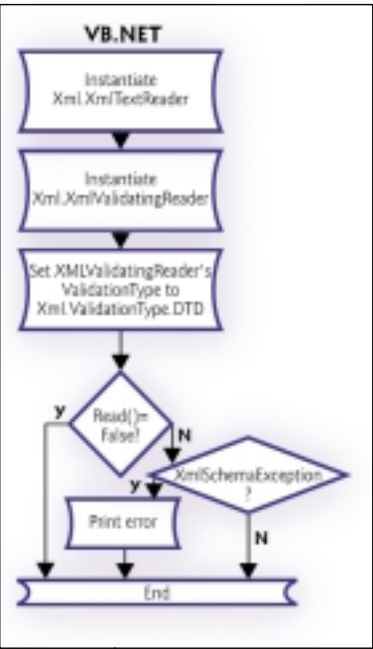 VB.NET
Instantiate
Xml.XmlTextReader
Instantiate
Xml.XmlValidatingReader
Set XMLValidatingReader's
ValidationType to
Xml.ValidationType.DTD
y
Read()=
False?
N
XmlSchemaException
?
y
Print error
N
End